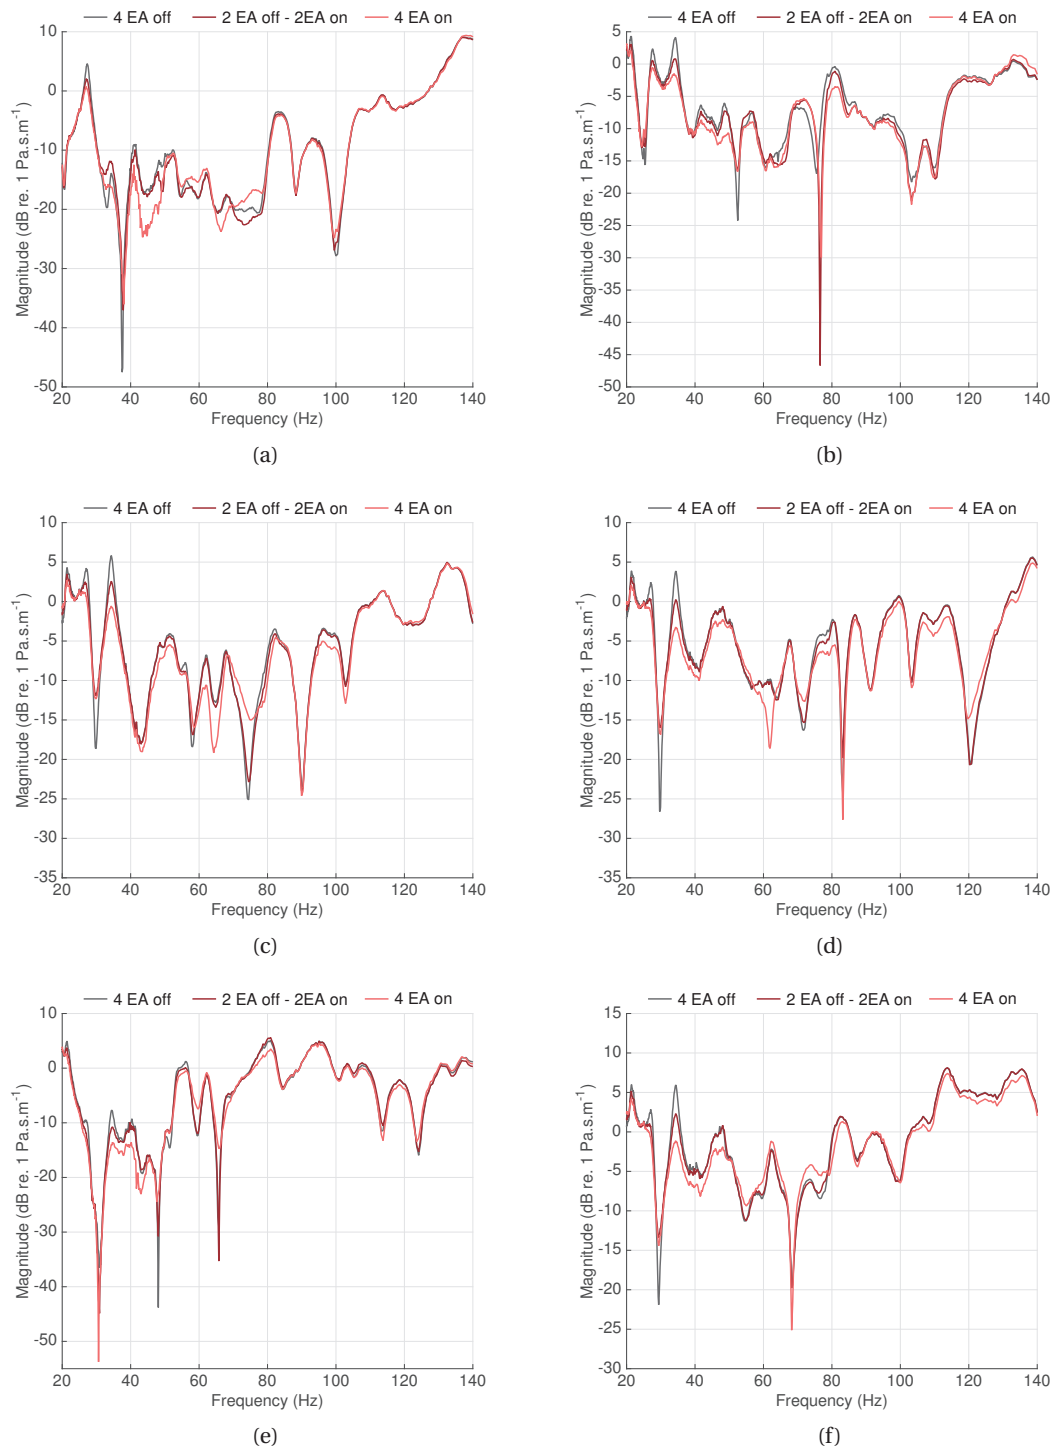 4 EA off 2 EA off - 2EA on 4 EA on
10
0
-10
-20
-30
-40
-50
Magnitude (dB re. 1 Pa.s.m-1 )
20 40 60 80 100 120 140
Frequency (Hz)
(a)
4 EA off 2 EA off - 2EA on 4 EA on
5
0
-5
-10
-15
-20
-25
-30
-35
-40
-45
-50
Magnitude (dB re. 1 Pa.s.m-1 )
20 40 60 80 100 120 140
Frequency (Hz)
(b)
4 EA off 2 EA off - 2EA on 4 EA on
10
5
0
-5
-10
-15
-20
-25
-30
-35
Magnitude (dB re. 1 Pa.s.m-1 )
20 40 60 80 100 120 140
Frequency (Hz)
(c)
4 EA off 2 EA off - 2EA on 4 EA on
10
5
0
-5
-10
-15
-20
-25
-30
-35
Magnitude (dB re. 1 Pa.s.m-1 )
20 40 60 80 100 120 140
Frequency (Hz)
(d)
4 EA off 2 EA off - 2EA on 4 EA on
10
0
-10
-20
-30
-40
-50
Magnitude (dB re. 1 Pa.s.m-1 )
20 40 60 80 100 120 140
Frequency (Hz)
(e)
4 EA off 2 EA off - 2EA on 4 EA on
15
10
5
0
-5
-10
-15
-20
-25
-30
Magnitude (dB re. 1 Pa.s.m-1 )
20 40 60 80 100 120 140
Frequency (Hz)
(f)